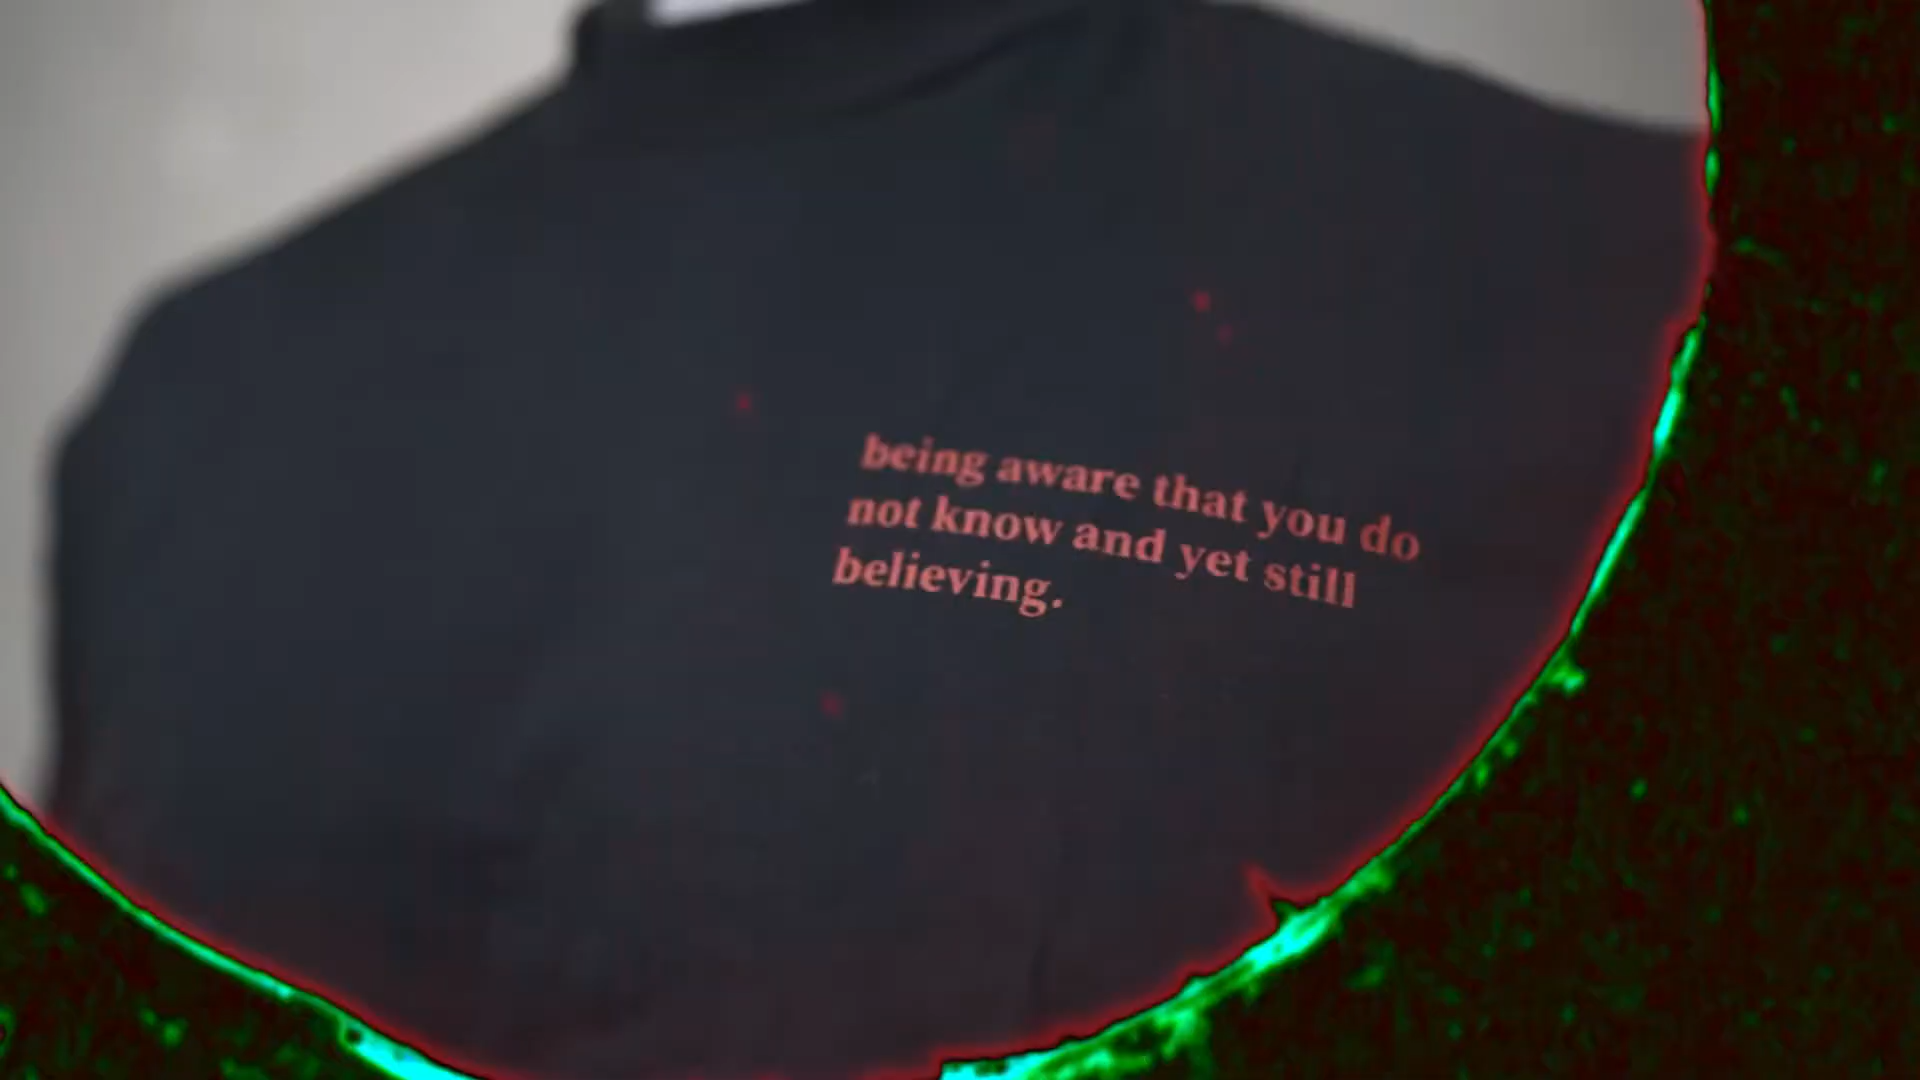 being aware that you do
not know and yet still
believing.